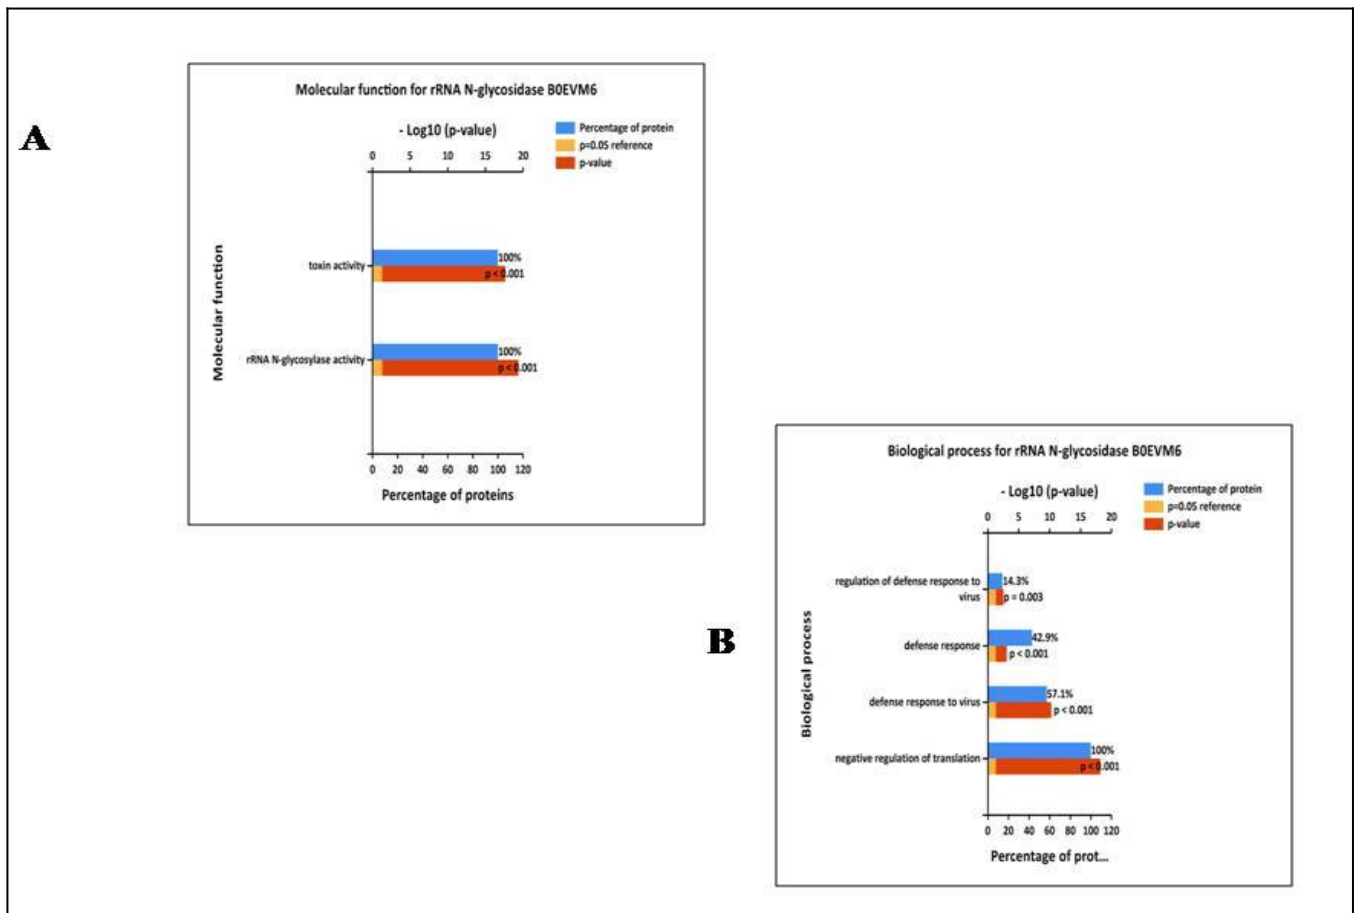 A
Molecular function for rRNA N-glycosidase B0EVM6
- Log10 (p-value)
Percentage of protein
p=0.05 reference
p-value
0 5 10 15 20
Molecular function
toxin activity
100%
p < 0.001
rRNA N-glycosylase activity
100%
p < 0.001
0 20 40 60 80 100 120
Percentage of proteins
B
Biological process for rRNA N-glycosidase B0EVM6
- Log10 (p-value)
Percentage of protein
p=0.05 reference
p-value
0 5 10 15 20
Biological process
regulation of defense response to
virus
14.3%
p = 0.003
defense response
42.9%
p < 0.001
defense response to virus
57.1%
p < 0.001
negative regulation of translation
100%
p < 0.001
0 20 40 60 80 100 120
Percentage of prot...